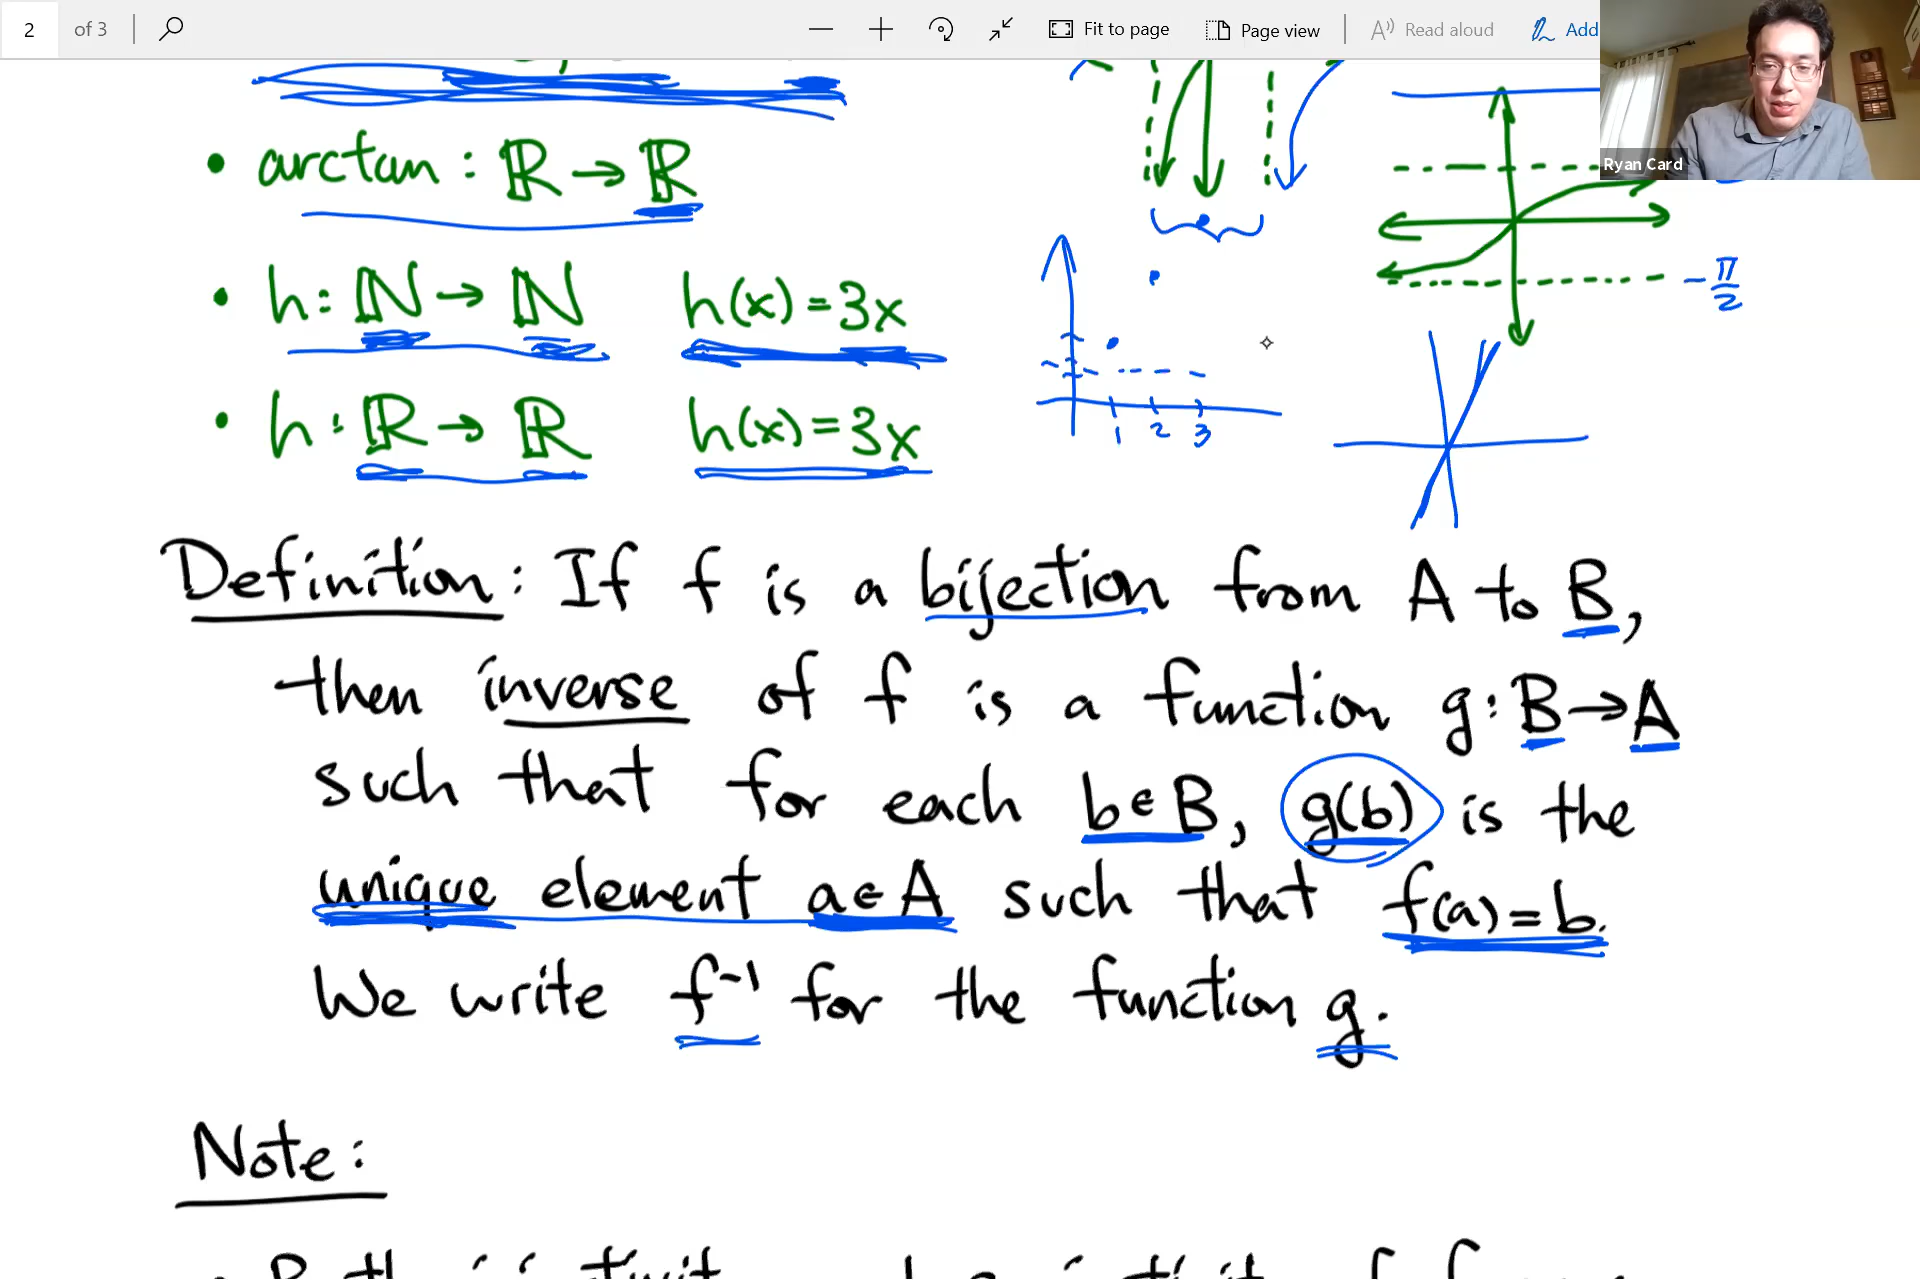 2 of 3 Fit to page Page view Read aloud Add
Ryan Card
• arctan : ℝ → ℝ
• h : ℕ → ℕ h(x) = 3x
• h : ℝ → ℝ h(x) = 3x
1 2 3
-π/2
Definition: If f is a bijection from A to B,
then inverse of f is a function g: B → A
such that for each b ∈ B, g(b) is the
unique element a ∈ A such that f(a) = b.
We write f⁻¹ for the function g.
Note: